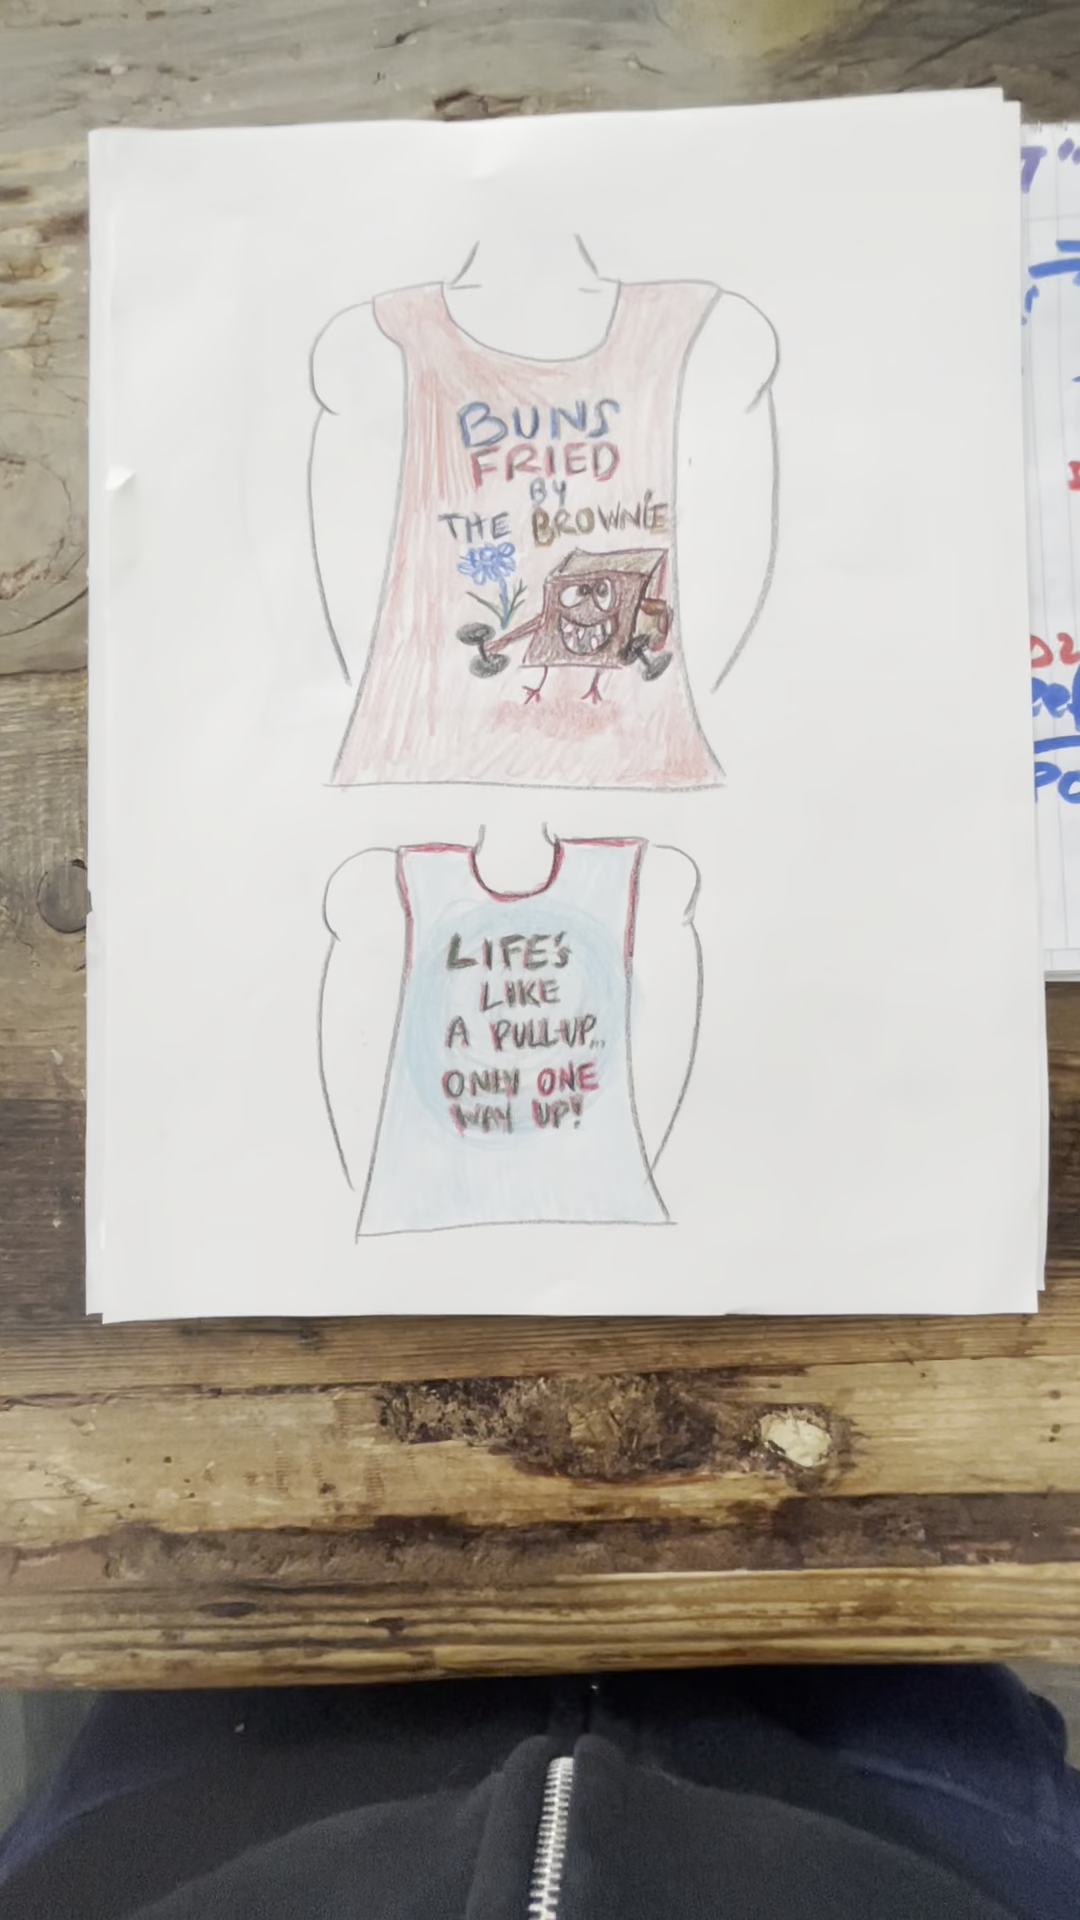 BUNS
FRIED
BY
THE BROWNIE
LIFE'S
LIKE
A PULL-UP...
ONLY ONE
WAY UP!